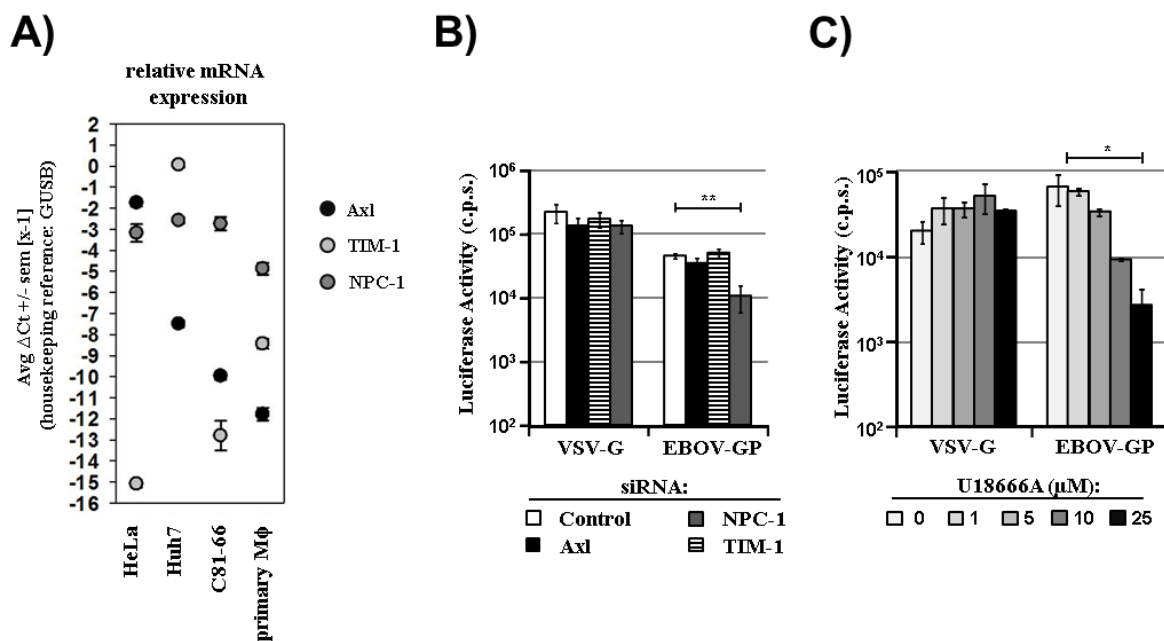 A)
relative mRNA
expression
Avg ΔCt +/- sem [x-1]
(housekeeping reference: GUSB)
2
1
0
-1
-2
-3
-5
-4
-6
-7
-8
-9
-10
-11
-12
-13
-14
-15
-16
HeLa
Huh7
C81-66
primary Mϕ
Axl
TIM-1
NPC-1
B)
Luciferase Activity (c.p.s.)
10⁶
10⁵
10⁴
10³
10²
**
VSV-G EBOV-GP
siRNA:
Control NPC-1
Axl TIM-1
C)
Luciferase Activity (c.p.s.)
10⁵
10⁴
10³
10²
*
VSV-G EBOV-GP
U18666A (μM):
0 1 5 10 25